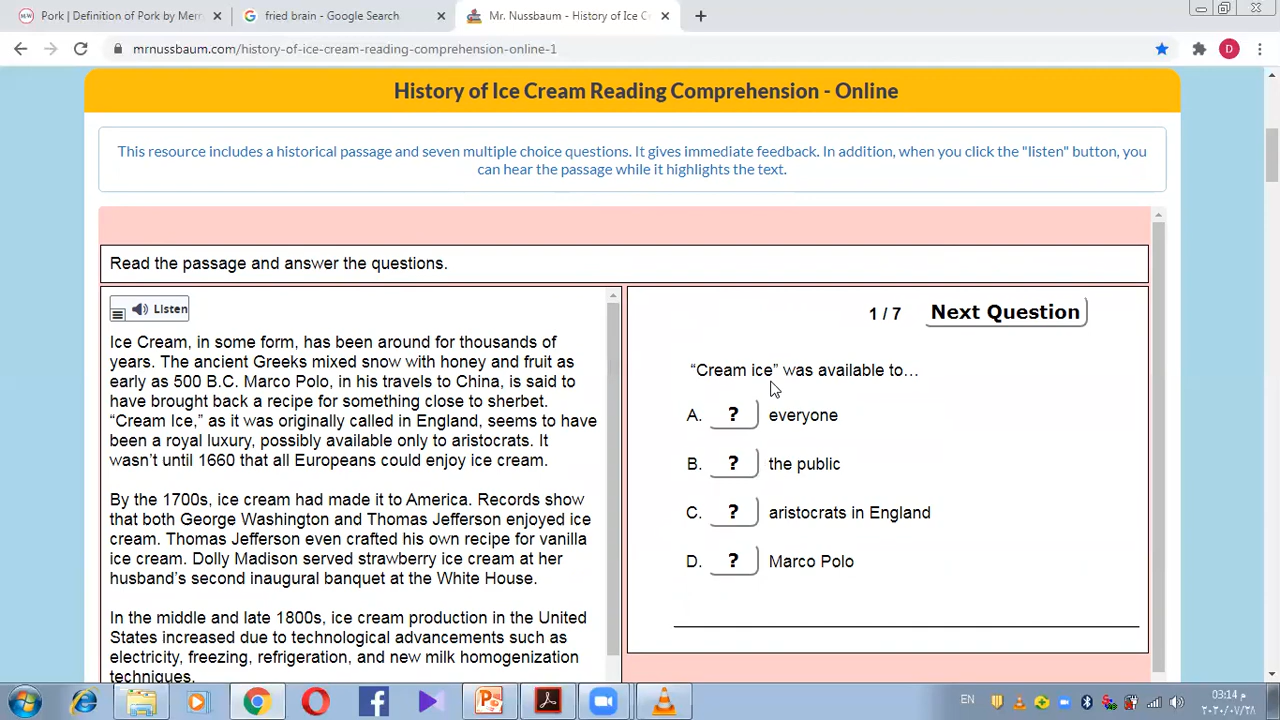 Pork | Definition of Pork by Merr
fried brain - Google Search
Mr. Nussbaum - History of Ice C
mrnussbaum.com/history-of-ice-cream-reading-comprehension-online-1
D
History of Ice Cream Reading Comprehension - Online
This resource includes a historical passage and seven multiple choice questions. It gives immediate feedback. In addition, when you click the "listen" button, you
can hear the passage while it highlights the text.
Read the passage and answer the questions.
Listen
Ice Cream, in some form, has been around for thousands of
years. The ancient Greeks mixed snow with honey and fruit as
early as 500 B.C. Marco Polo, in his travels to China, is said to
have brought back a recipe for something close to sherbet.
“Cream Ice,” as it was originally called in England, seems to have
been a royal luxury, possibly available only to aristocrats. It
wasn’t until 1660 that all Europeans could enjoy ice cream.
By the 1700s, ice cream had made it to America. Records show
that both George Washington and Thomas Jefferson enjoyed ice
cream. Thomas Jefferson even crafted his own recipe for vanilla
ice cream. Dolly Madison served strawberry ice cream at her
husband’s second inaugural banquet at the White House.
In the middle and late 1800s, ice cream production in the United
States increased due to technological advancements such as
electricity, freezing, refrigeration, and new milk homogenization
techniques.
1 / 7 Next Question
“Cream ice” was available to…
A. ? everyone
B. ? the public
C. ? aristocrats in England
D. ? Marco Polo
EN
03:14 م
٢٠٢٠/٠٧/٢٨